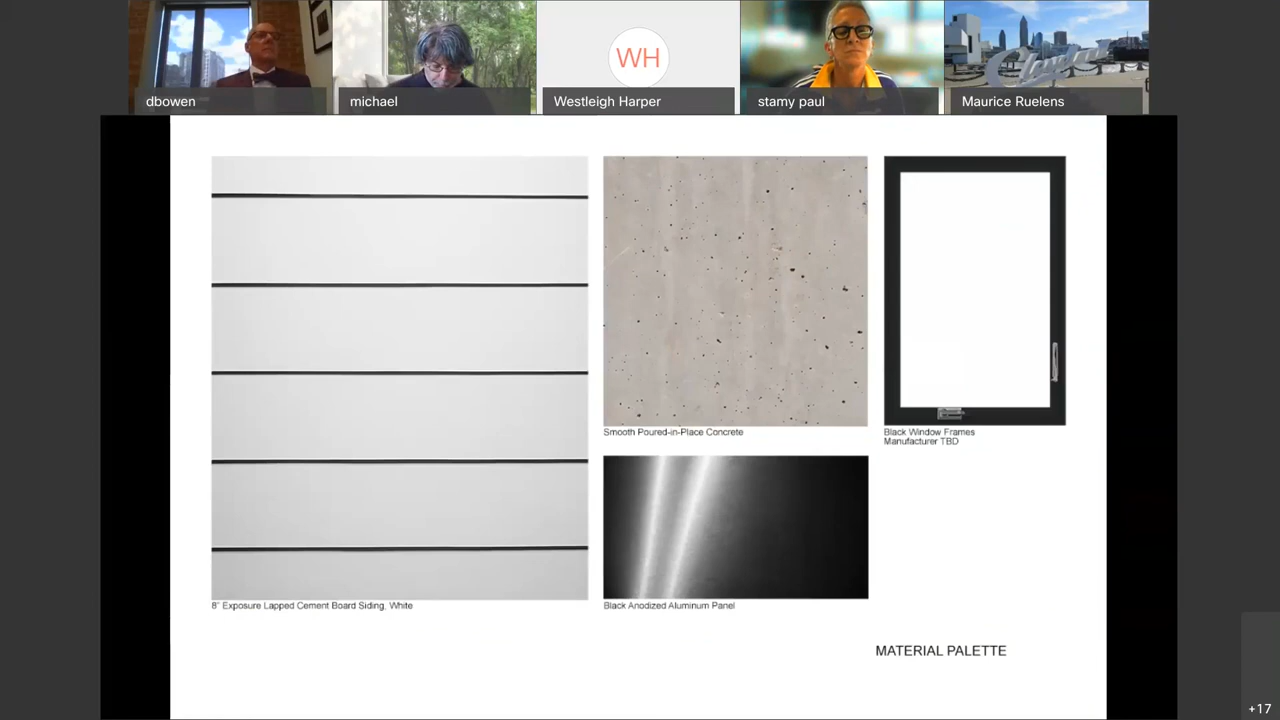 WH
dbowen
michael
Westleigh Harper
stamy paul
Maurice Ruelens
Smooth Poured-in-Place Concrete
Black Window Frames
Manufacturer TBD
8" Exposure Lapped Cement Board Siding, White
Black Anodized Aluminum Panel
MATERIAL PALETTE
+17